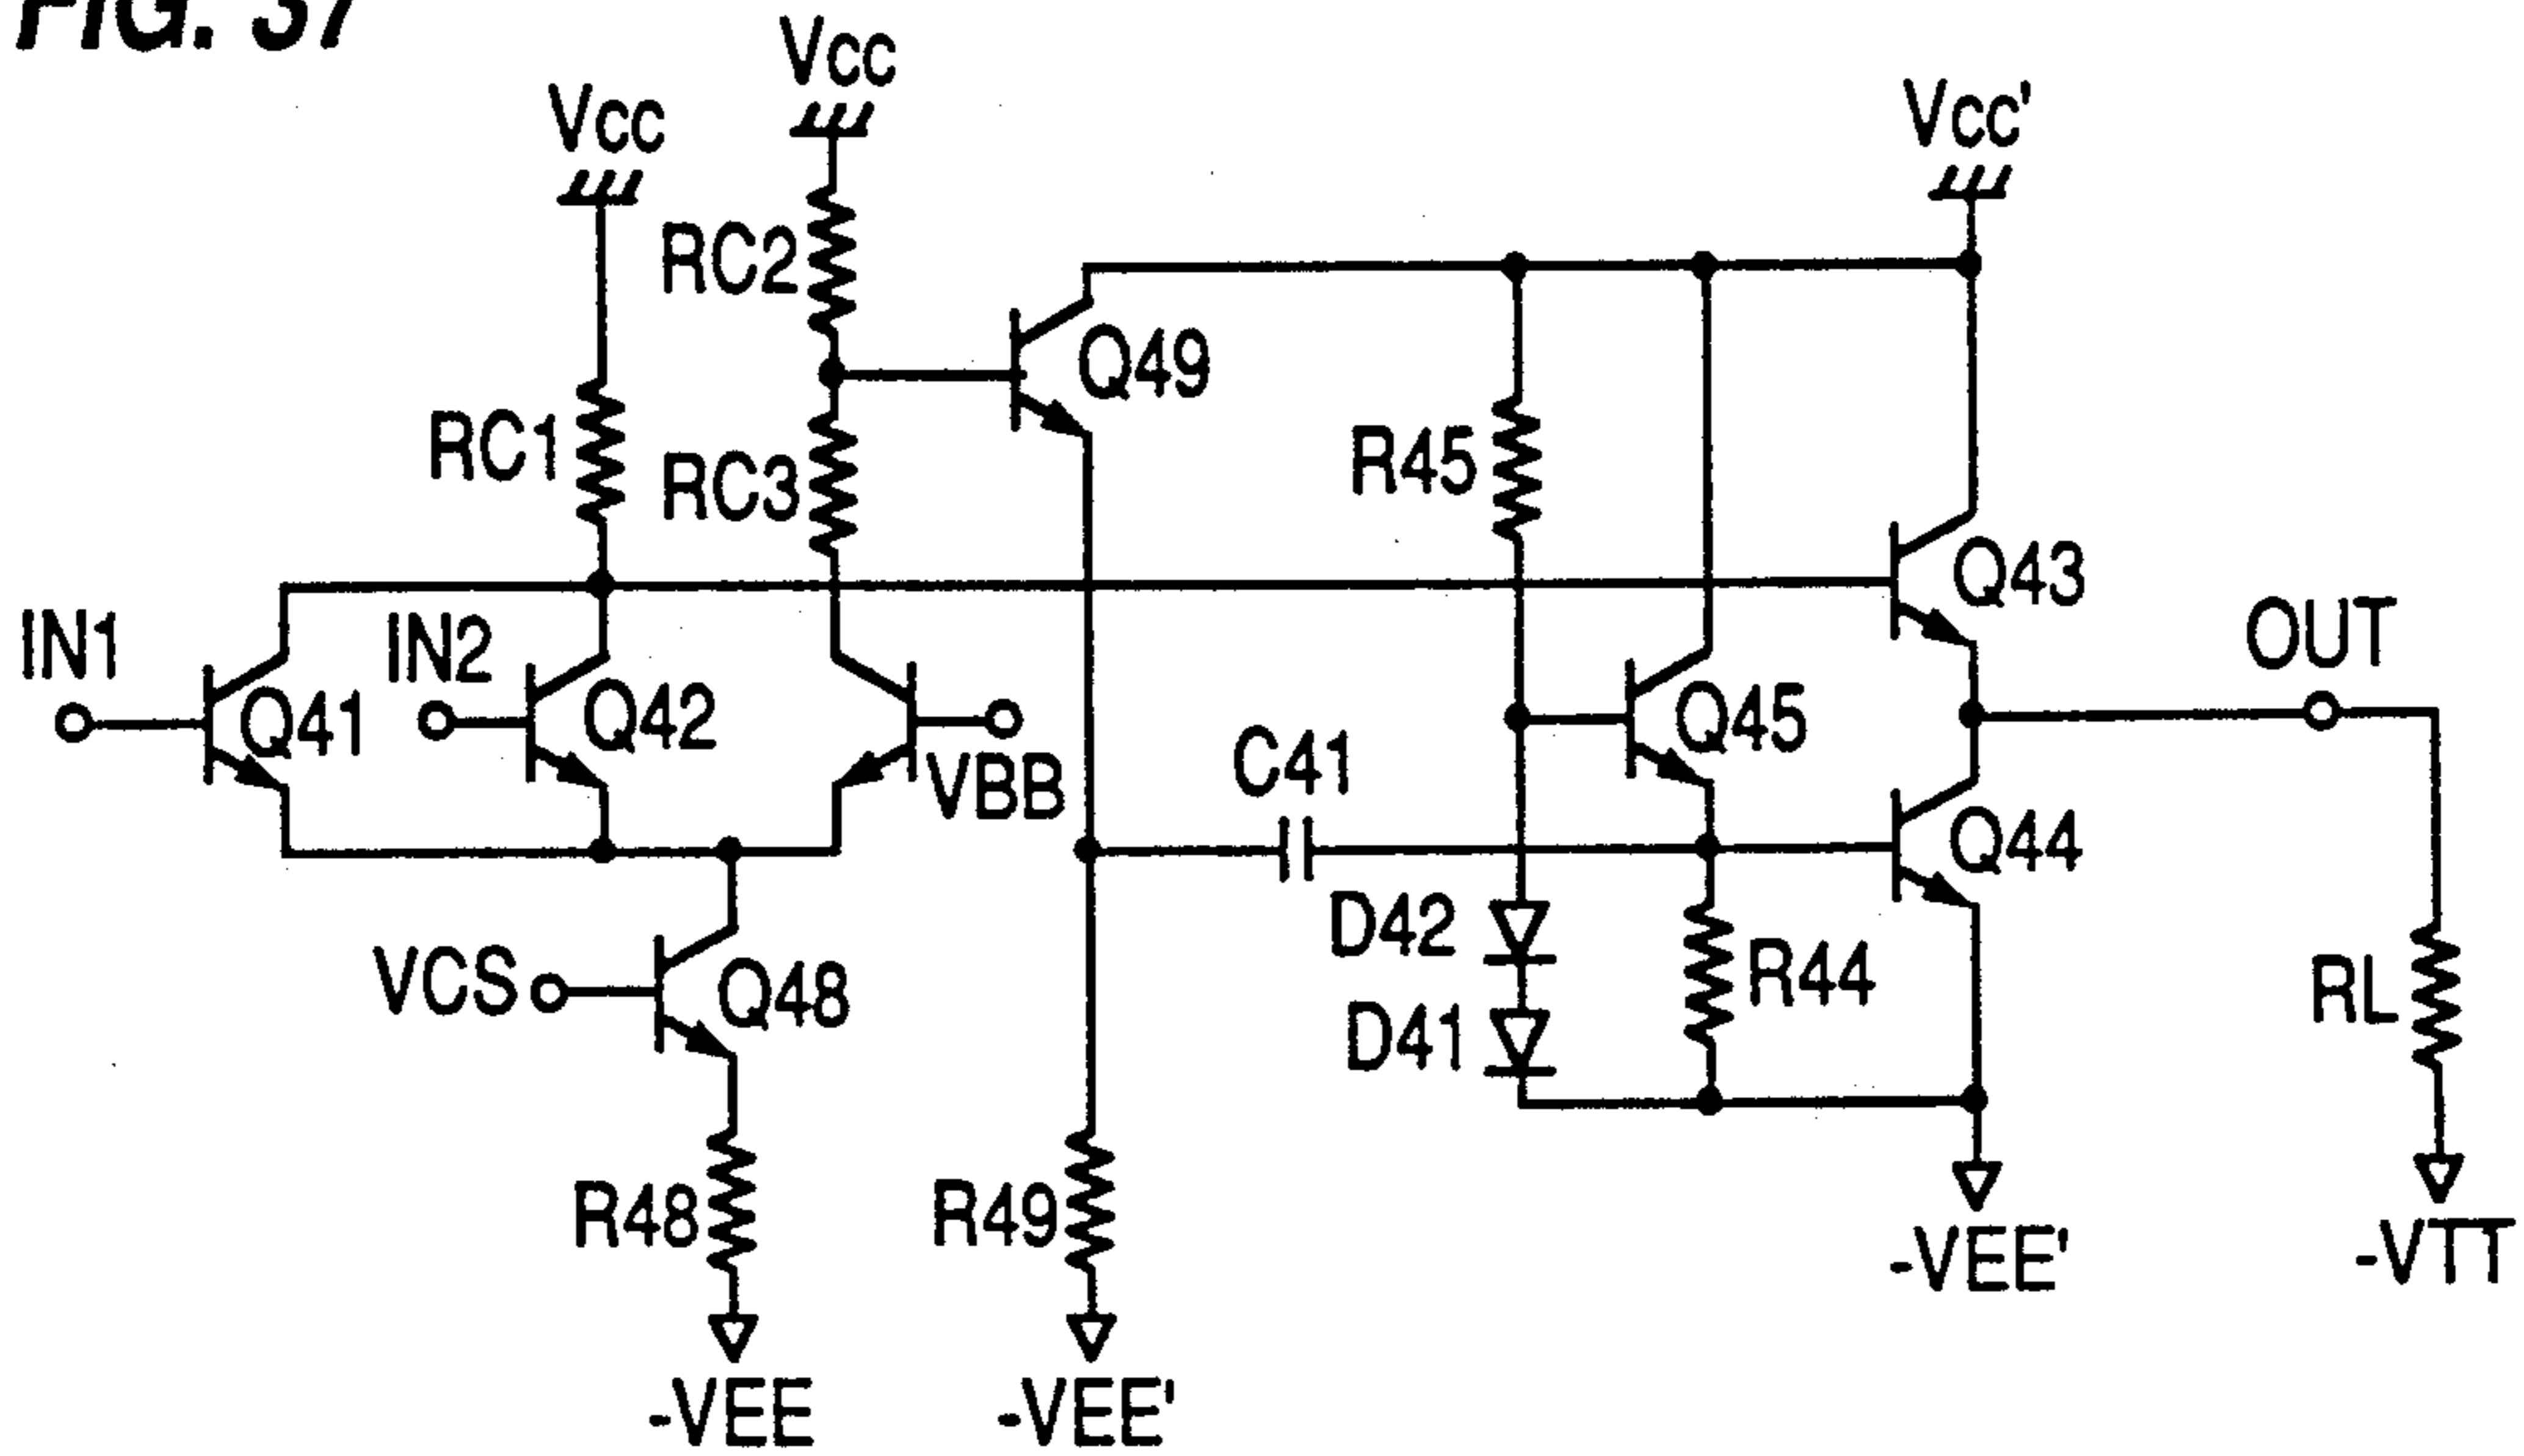 FIG. 37
Vcc
Vcc
Vcc'
RC2
Q49
RC1
RC3
R45
Q43
IN1
IN2
OUT
Q41
Q42
Q45
VBB
C41
Q44
D42
VCS
Q48
R44
RL
D41
R48
R49
-VEE'
-VTT
-VEE
-VEE'